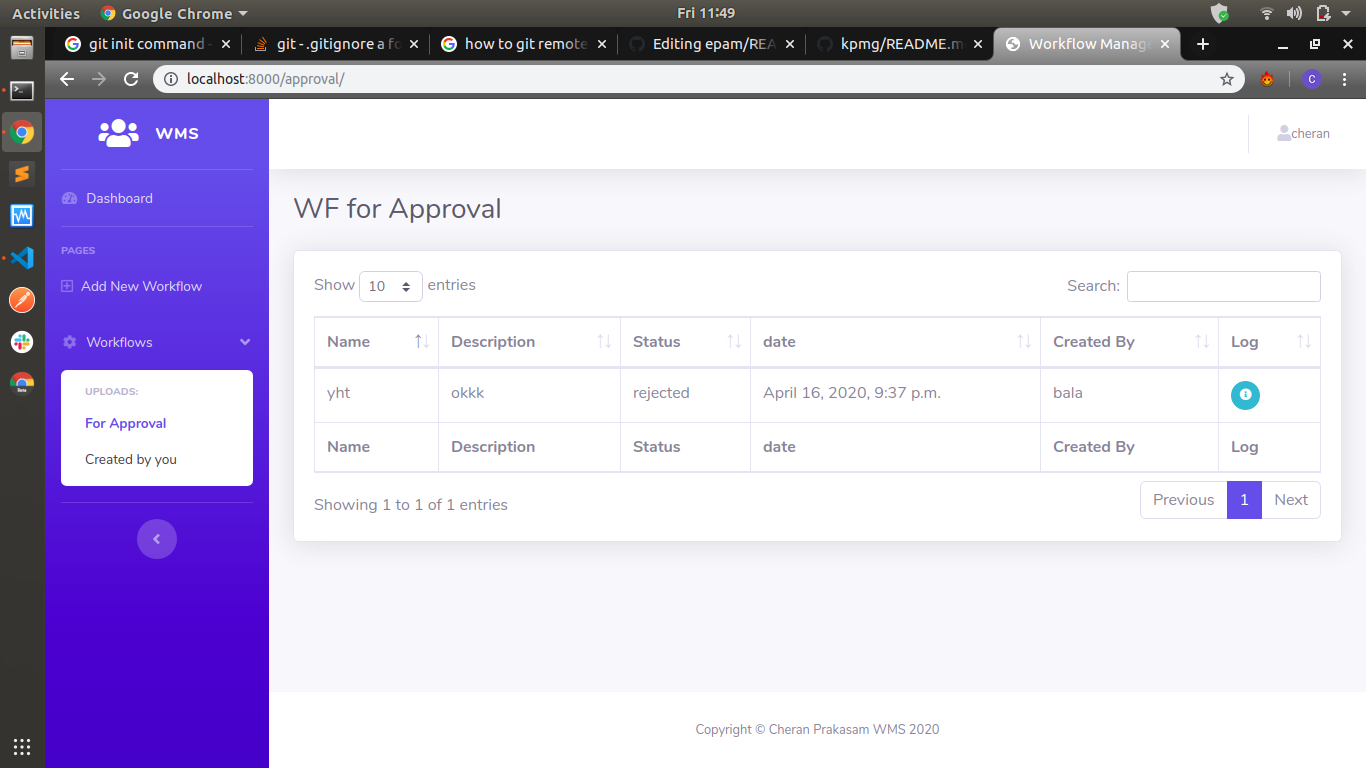 Activities Google Chrome Fri 11:49
git init command - git - .gitignore a fo how to git remote Editing epam/REA kpmg/README.m Workflow Manag
localhost:8000/approval/ C
WMS
cheran
Dashboard
PAGES
Add New Workflow
Workflows
UPLOADS:
For Approval
Created by you
WF for Approval
Show 10 entries Search:
Name Description Status date Created By Log
yht okkk rejected April 16, 2020, 9:37 p.m. bala
Name Description Status date Created By Log
Showing 1 to 1 of 1 entries Previous 1 Next
Copyright © Cheran Prakasam WMS 2020